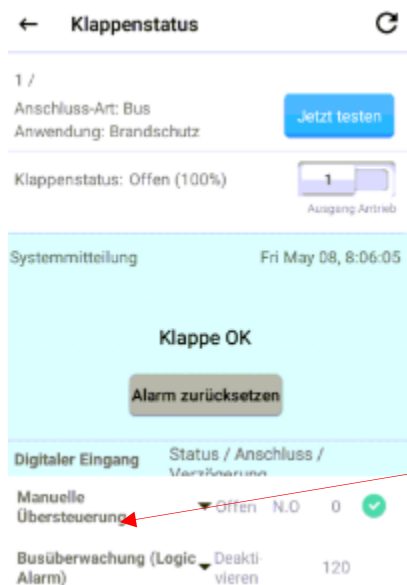 Klappenstatus
1 /
Anschluss-Art: Bus
Anwendung: Brandschutz
Jetzt testen
Klappenstatus: Offen (100%)
1
Ausgang Antrieb
Systemmitteilung Fri May 08, 8:06:05
Klappe OK
Alarm zurücksetzen
Digitaler Eingang Status / Anschluss /
Verzögerung
Manuelle
Übersteuerung Offen N.O 0
Busüberwachung (Logic Deakti-
Alarm) vieren 120